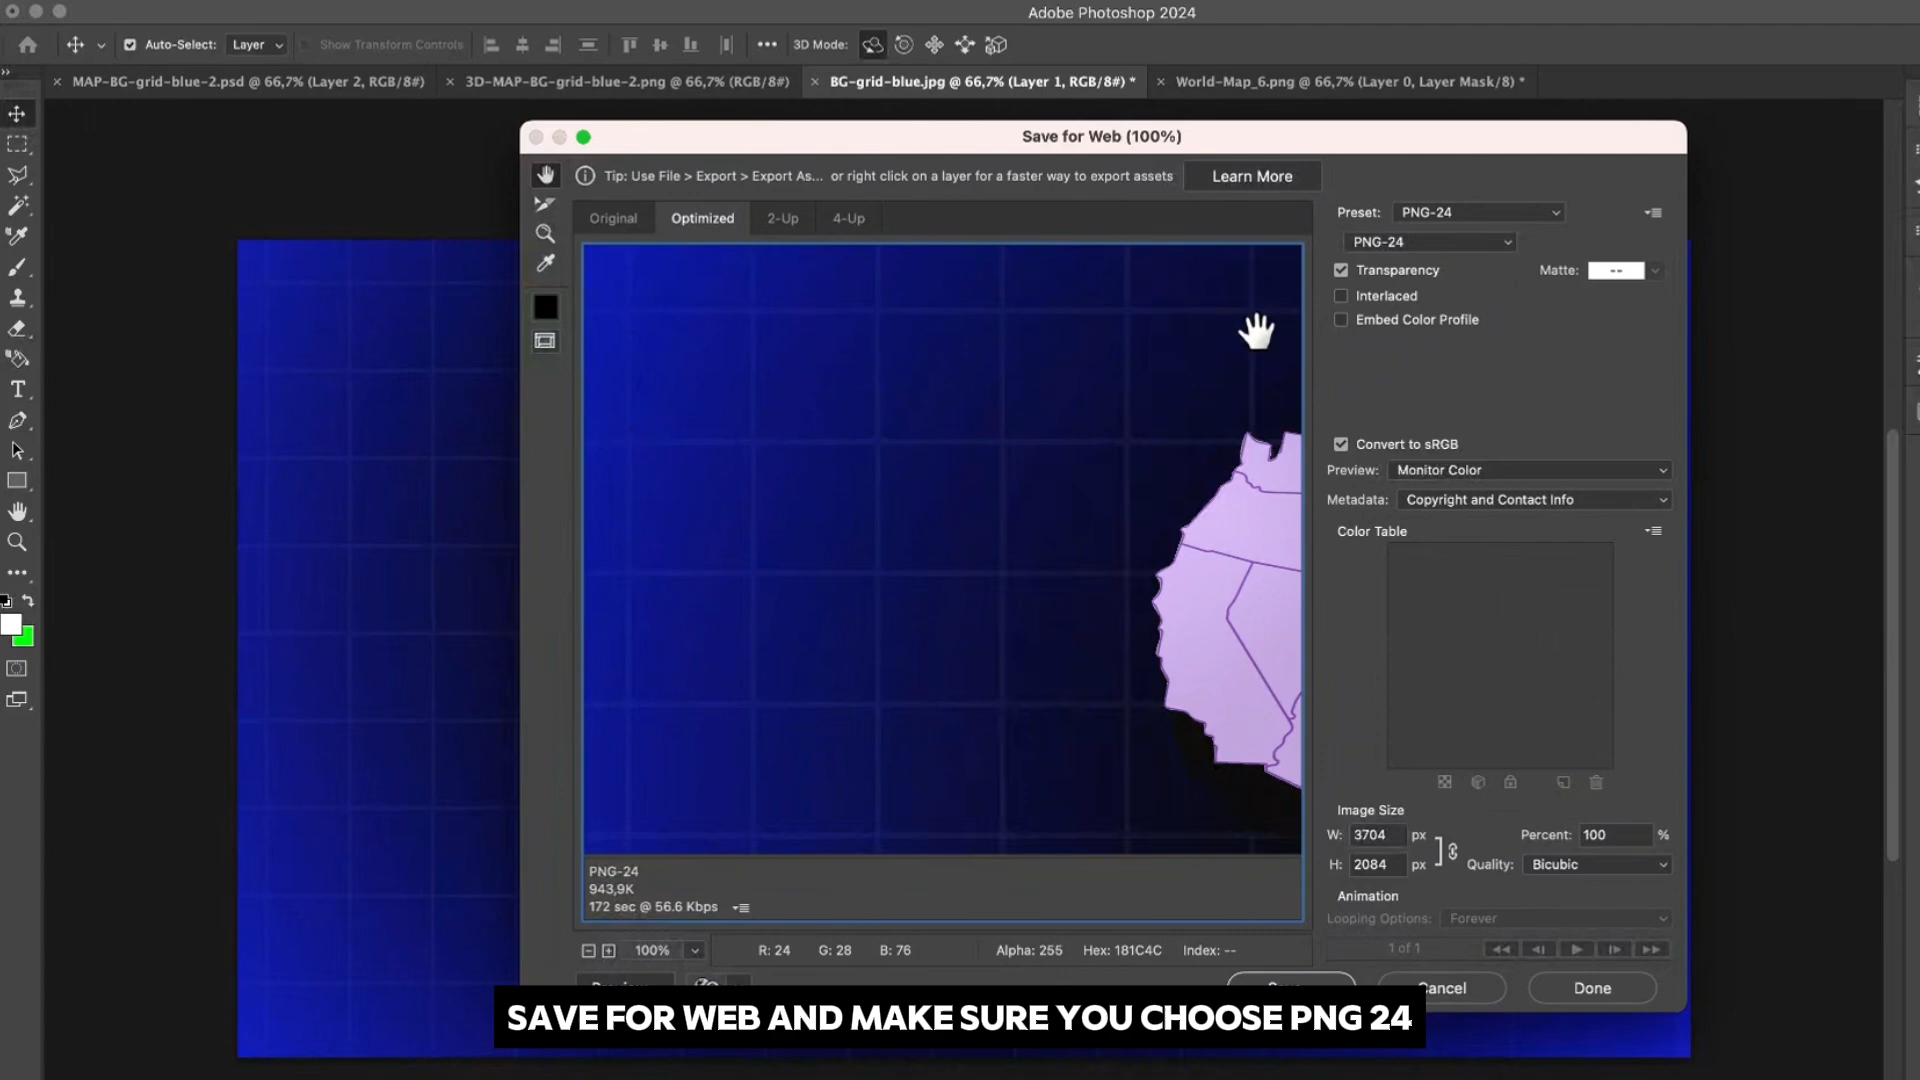 Adobe Photoshop 2024
Auto-Select: Layer Show Transform Controls 3D Mode:
MAP-BG-grid-blue-2.psd @ 66,7% (Layer 2, RGB/8#)
3D-MAP-BG-grid-blue-2.png @ 66,7% (RGB/8#)
BG-grid-blue.jpg @ 66,7% (Layer 1, RGB/8#) *
World-Map_6.png @ 66,7% (Layer 0, Layer Mask/8) *
Save for Web (100%)
Tip: Use File > Export > Export As... or right click on a layer for a faster way to export assets
Learn More
Original Optimized 2-Up 4-Up
Preset: PNG-24
PNG-24
Transparency Matte: --
Interlaced
Embed Color Profile
Convert to sRGB
Preview: Monitor Color
Metadata: Copyright and Contact Info
Color Table
Image Size
W: 3704 px Percent: 100 %
H: 2084 px Quality: Bicubic
Animation
Looping Options: Forever
1 of 1
PNG-24
943,9K
172 sec @ 56.6 Kbps
100% R: 24 G: 28 B: 76 Alpha: 255 Hex: 181C4C Index: --
Cancel Done
SAVE FOR WEB AND MAKE SURE YOU CHOOSE PNG 24